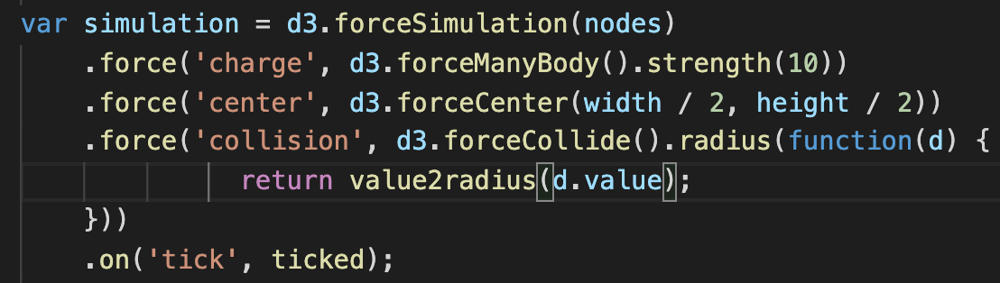 var simulation = d3.forceSimulation(nodes)
    .force('charge', d3.forceManyBody().strength(10))
    .force('center', d3.forceCenter(width / 2, height / 2))
    .force('collision', d3.forceCollide().radius(function(d) {
              return value2radius(d.value);
    }))
    .on('tick', ticked);